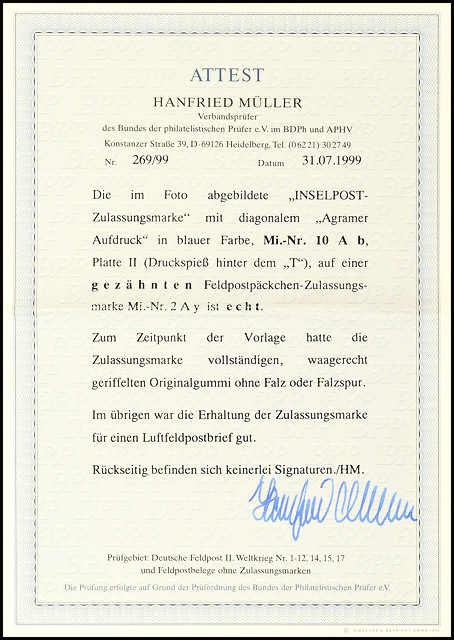 ATTEST
HANFRIED MÜLLER
Verbandsprüfer
des Bundes der philatelistischen Prüfer e.V. im BDPh und APHV
Konstanzer Straße 39, D-69126 Heidelberg, Tel. (0 62 21) 30 27 49
Nr. 269/99 Datum 31.07.1999
Die im Foto abgebildete „INSELPOST-
Zulassungsmarke“ mit diagonalem „Agramer
Aufdruck“ in blauer Farbe, Mi.-Nr. 10 A b,
Platte II (Druckspieß hinter dem „T“), auf einer
gezähnten Feldpostpäckchen-Zulassungs-
marke Mi.-Nr. 2 A y ist echt.
Zum Zeitpunkt der Vorlage hatte die
Zulassungsmarke vollständigen, waagerecht
geriffelten Originalgummi ohne Falz oder Falzspur.
Im übrigen war die Erhaltung der Zulassungsmarke
für einen Luftfeldpostbrief gut.
Rückseitig befinden sich keinerlei Signaturen./HM.
Prüfgebiet: Deutsche Feldpost II. Weltkrieg Nr. 1-12, 14, 15, 17
und Feldpostbelege ohne Zulassungsmarken
Die Prüfung erfolgte auf Grund der Prüfordnung des Bundes der Philatelistischen Prüfer e.V.